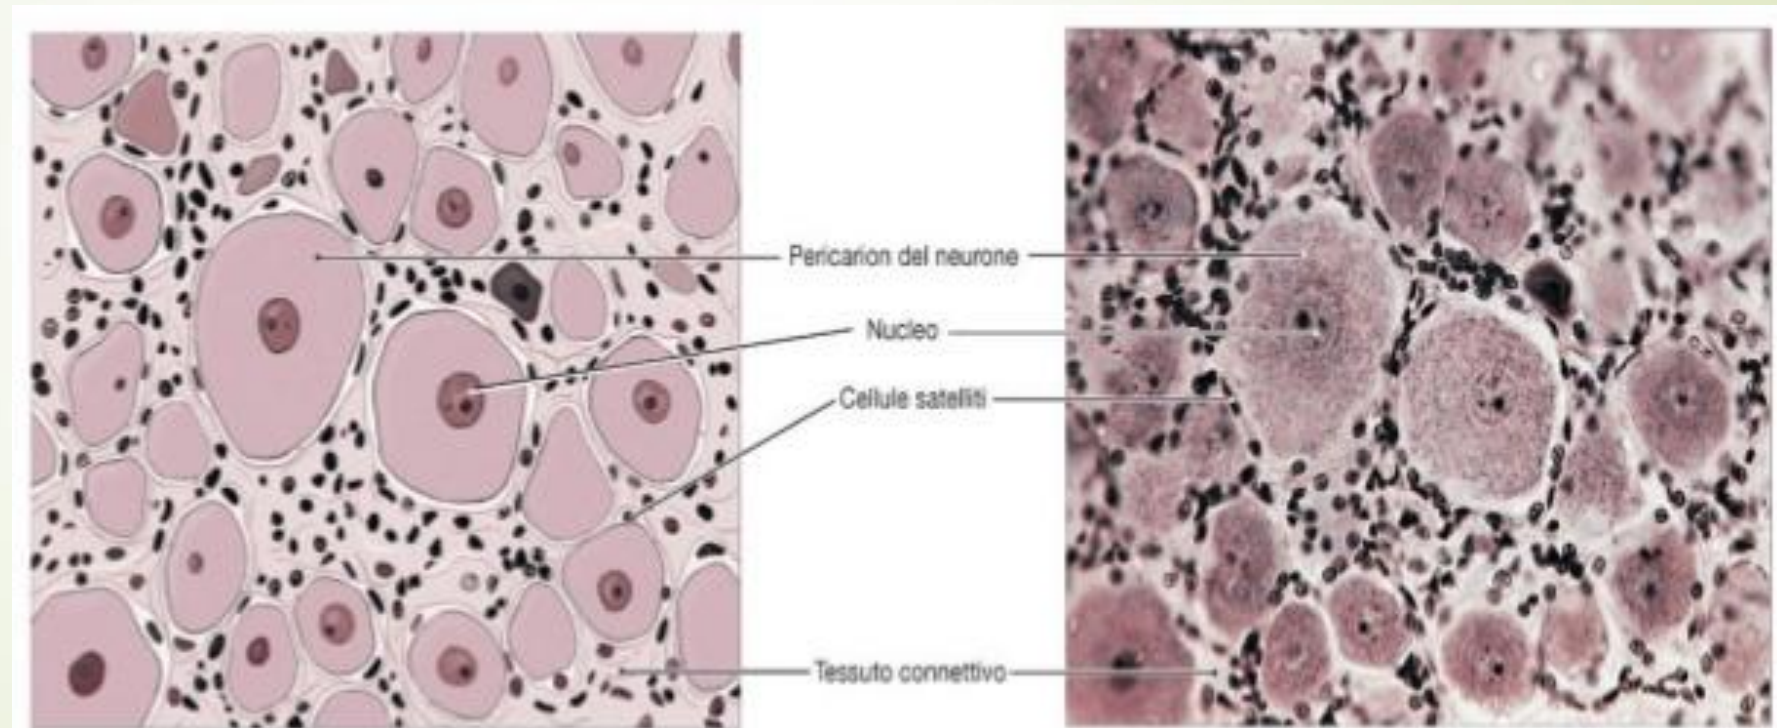 Pericarion del neurone
Nucleo
Cellule satelliti
Tessuto connettivo